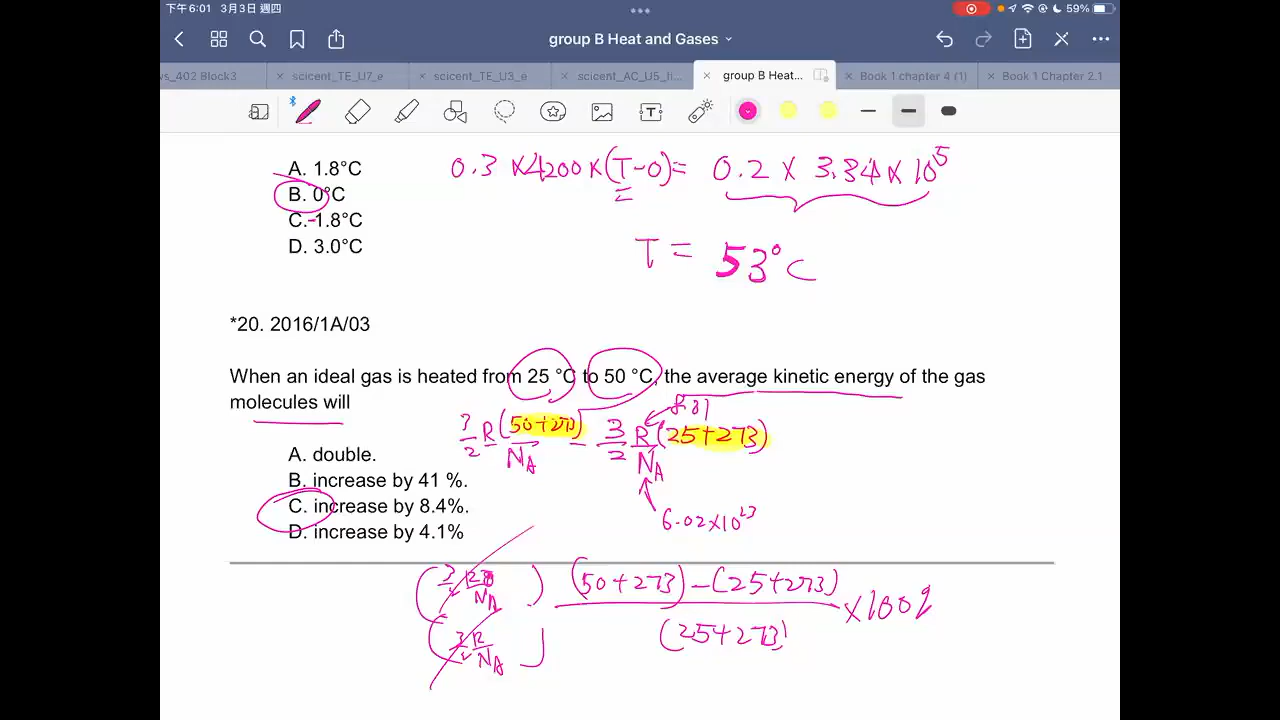 下午6:01 3月3日 週四
59%
group B Heat and Gases
vs_402 Block3
scicent_TE_U7_e
scicent_TE_U3_e
scicent_AC_U5_fi...
group B Heat...
Book 1 chapter 4 (1)
Book 1 Chapter 2.1
A. 1.8°C
B. 0°C
C.-1.8°C
D. 3.0°C
0.3 × 4200 × (T-0) = 0.2 × 3.34 × 10^5
T = 53°C
*20. 2016/1A/03
When an ideal gas is heated from 25 °C to 50 °C, the average kinetic energy of the gas
molecules will
3/2 R(50+273)/N_A - 3/2 R/N_A (25+273)
6.02×10^23
A. double.
B. increase by 41 %.
C. increase by 8.4%.
D. increase by 4.1%
(50+273)-(25+273)/(25+273) ×100%